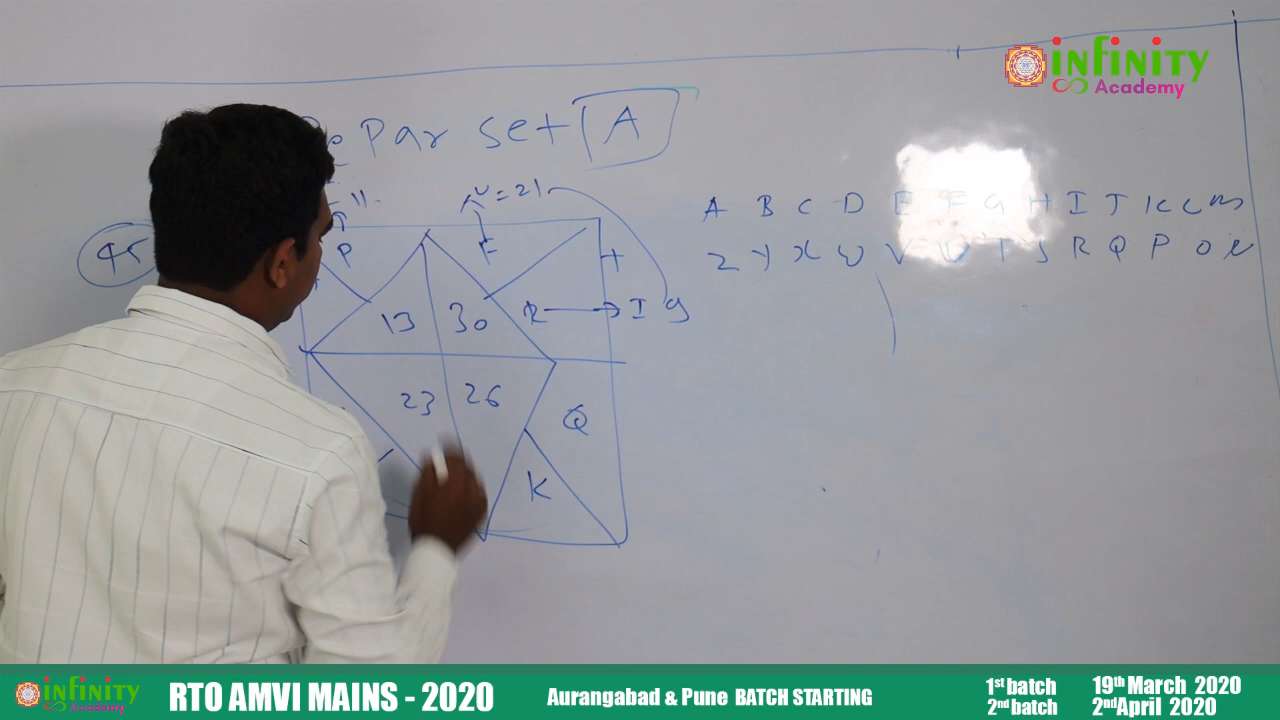 INFINITY
Academy
Par set A
= 11.
U = 21
A B C D E F G H I J K L M
Z Y X W V U T S R Q P O N
45
P
F
13
30
R → I 9
23
26
Q
K
INFINITY
Academy
RTO AMVI MAINS - 2020
Aurangabad & Pune BATCH STARTING
1st batch 19th March 2020
2nd batch 2nd April 2020